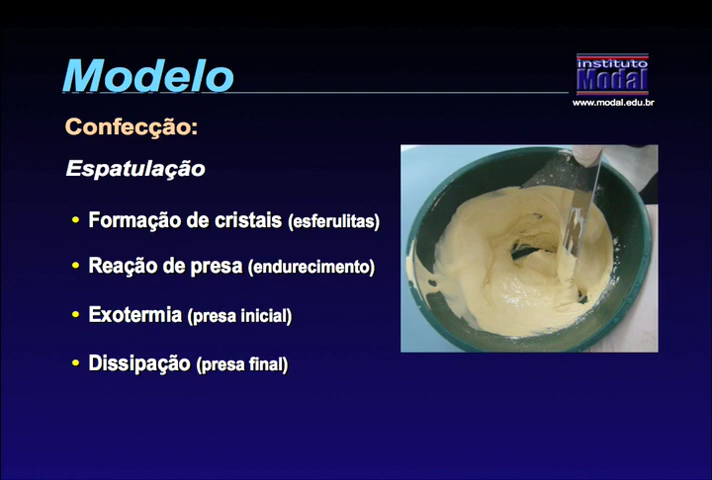 Modelo
instituto
Modal
www.modal.edu.br
Confecção:
Espatulação
• Formação de cristais (esferulitas)
• Reação de presa (endurecimento)
• Exotermia (presa inicial)
• Dissipação (presa final)